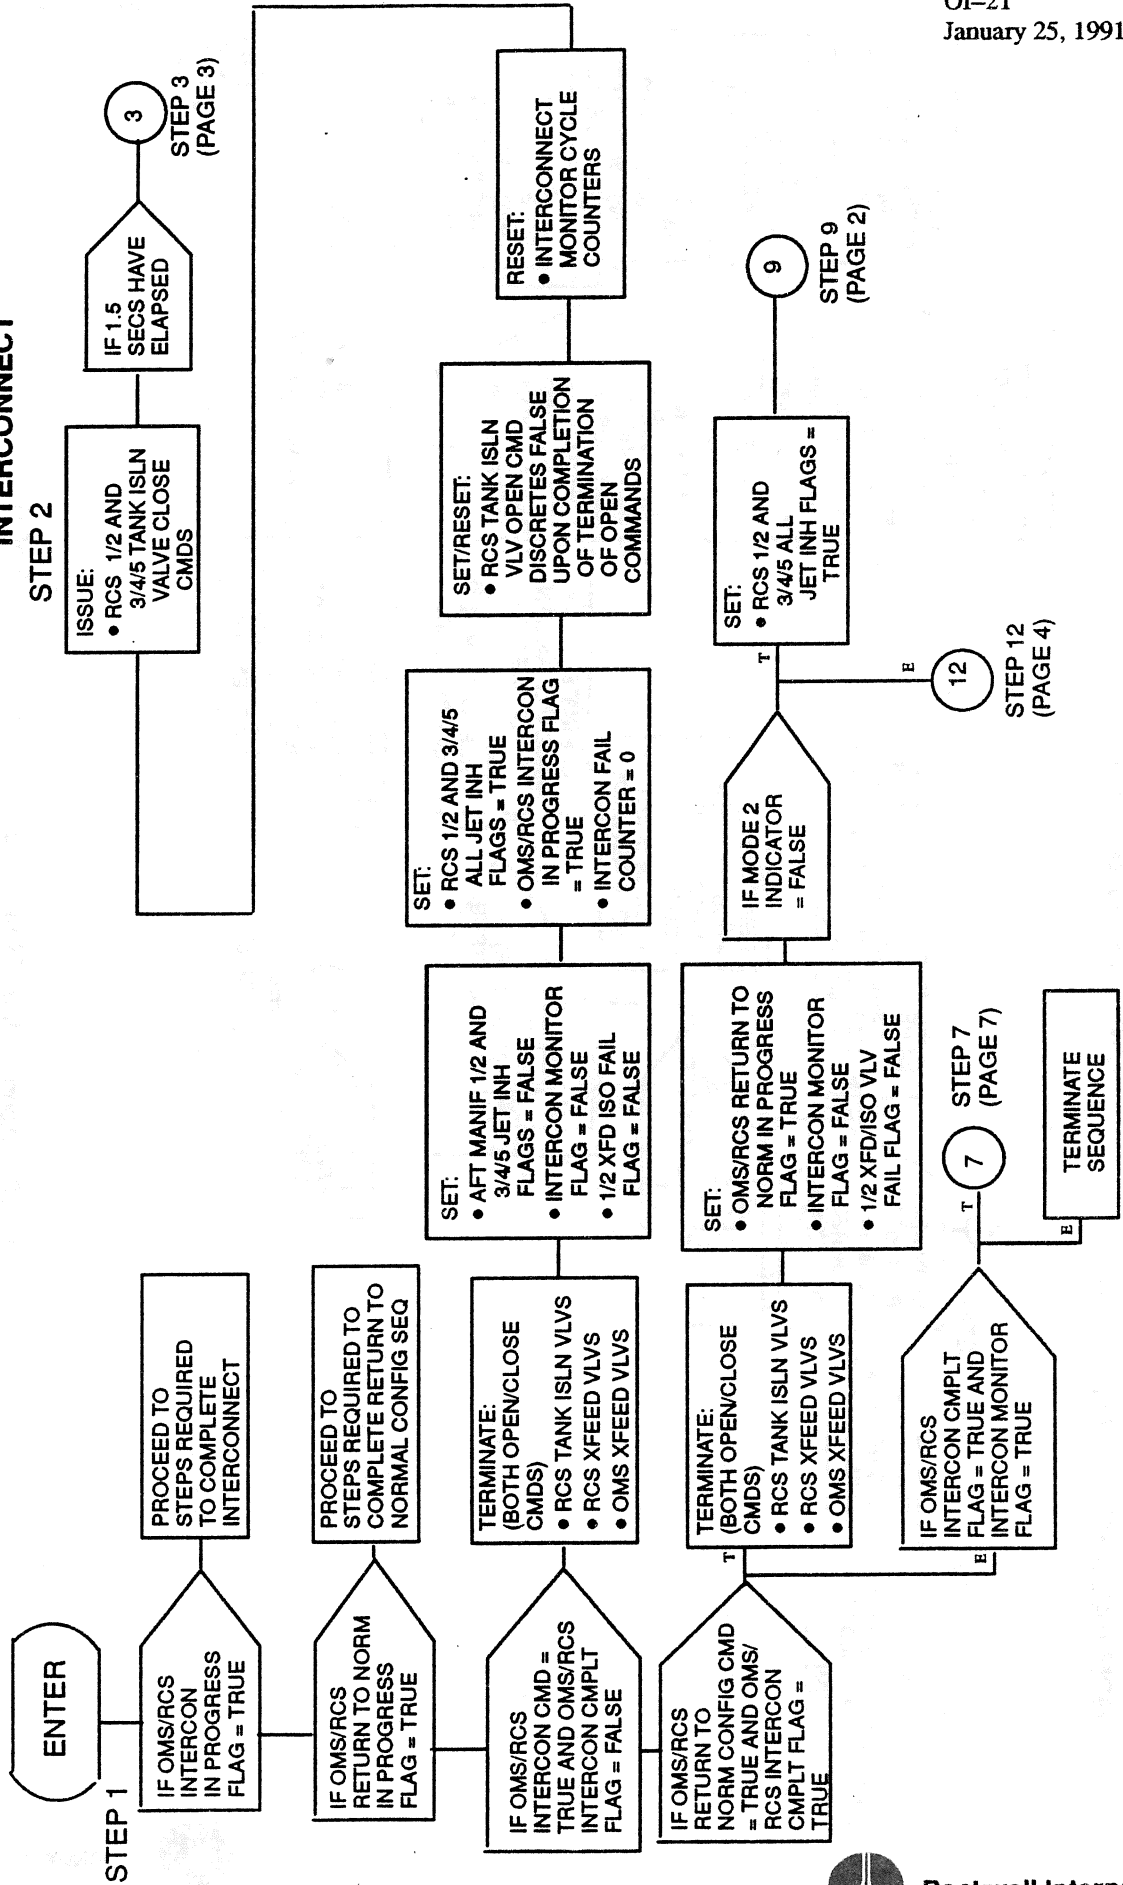 OI–21
January 25, 1991
INTERCONNECT
ENTER
STEP 1
IF OMS/RCS
INTERCON
IN PROGRESS
FLAG = TRUE
PROCEED TO
STEPS REQUIRED
TO COMPLETE
INTERCONNECT
IF OMS/RCS
RETURN TO NORM
IN PROGRESS
FLAG = TRUE
PROCEED TO
STEPS REQUIRED TO
COMPLETE RETURN TO
NORMAL CONFIG SEQ
IF OMS/RCS
INTERCON CMD =
TRUE AND OMS/RCS
INTERCON CMPLT
FLAG = FALSE
TERMINATE:
(BOTH OPEN/CLOSE
CMDS)
• RCS TANK ISLN VLVS
• RCS XFEED VLVS
• OMS XFEED VLVS
SET:
• AFT MANIF 1/2 AND
3/4/5 JET INH
FLAGS = FALSE
• INTERCON MONITOR
FLAG = FALSE
• 1/2 XFD ISO FAIL
FLAG = FALSE
SET:
• RCS 1/2 AND 3/4/5
ALL JET INH
FLAGS = TRUE
• OMS/RCS INTERCON
IN PROGRESS FLAG
= TRUE
• INTERCON FAIL
COUNTER = 0
SET/RESET:
• RCS TANK ISLN
VLV OPEN CMD
DISCRETES FALSE
UPON COMPLETION
OF TERMINATION
OF OPEN
COMMANDS
RESET:
• INTERCONNECT
MONITOR CYCLE
COUNTERS
STEP 2
ISSUE:
• RCS 1/2 AND
3/4/5 TANK ISLN
VALVE CLOSE
CMDS
IF 1.5
SECS HAVE
ELAPSED
3
STEP 3
(PAGE 3)
IF OMS/RCS
RETURN TO
NORM CONFIG CMD
= TRUE AND OMS/
RCS INTERCON
CMPLT FLAG =
TRUE
T
TERMINATE:
(BOTH OPEN/CLOSE
CMDS)
• RCS TANK ISLN VLVS
• RCS XFEED VLVS
• OMS XFEED VLVS
SET:
• OMS/RCS RETURN TO
NORM IN PROGRESS
FLAG = TRUE
• INTERCON MONITOR
FLAG = FALSE
• 1/2 XFD/ISO VLV
FAIL FLAG = FALSE
IF MODE 2
INDICATOR
= FALSE
T
SET:
• RCS 1/2 AND
3/4/5 ALL
JET INH FLAGS =
TRUE
9
STEP 9
(PAGE 2)
E
12
STEP 12
(PAGE 4)
E
IF OMS/RCS
INTERCON CMPLT
FLAG = TRUE AND
INTERCON MONITOR
FLAG = TRUE
T
7
STEP 7
(PAGE 7)
E
TERMINATE
SEQUENCE